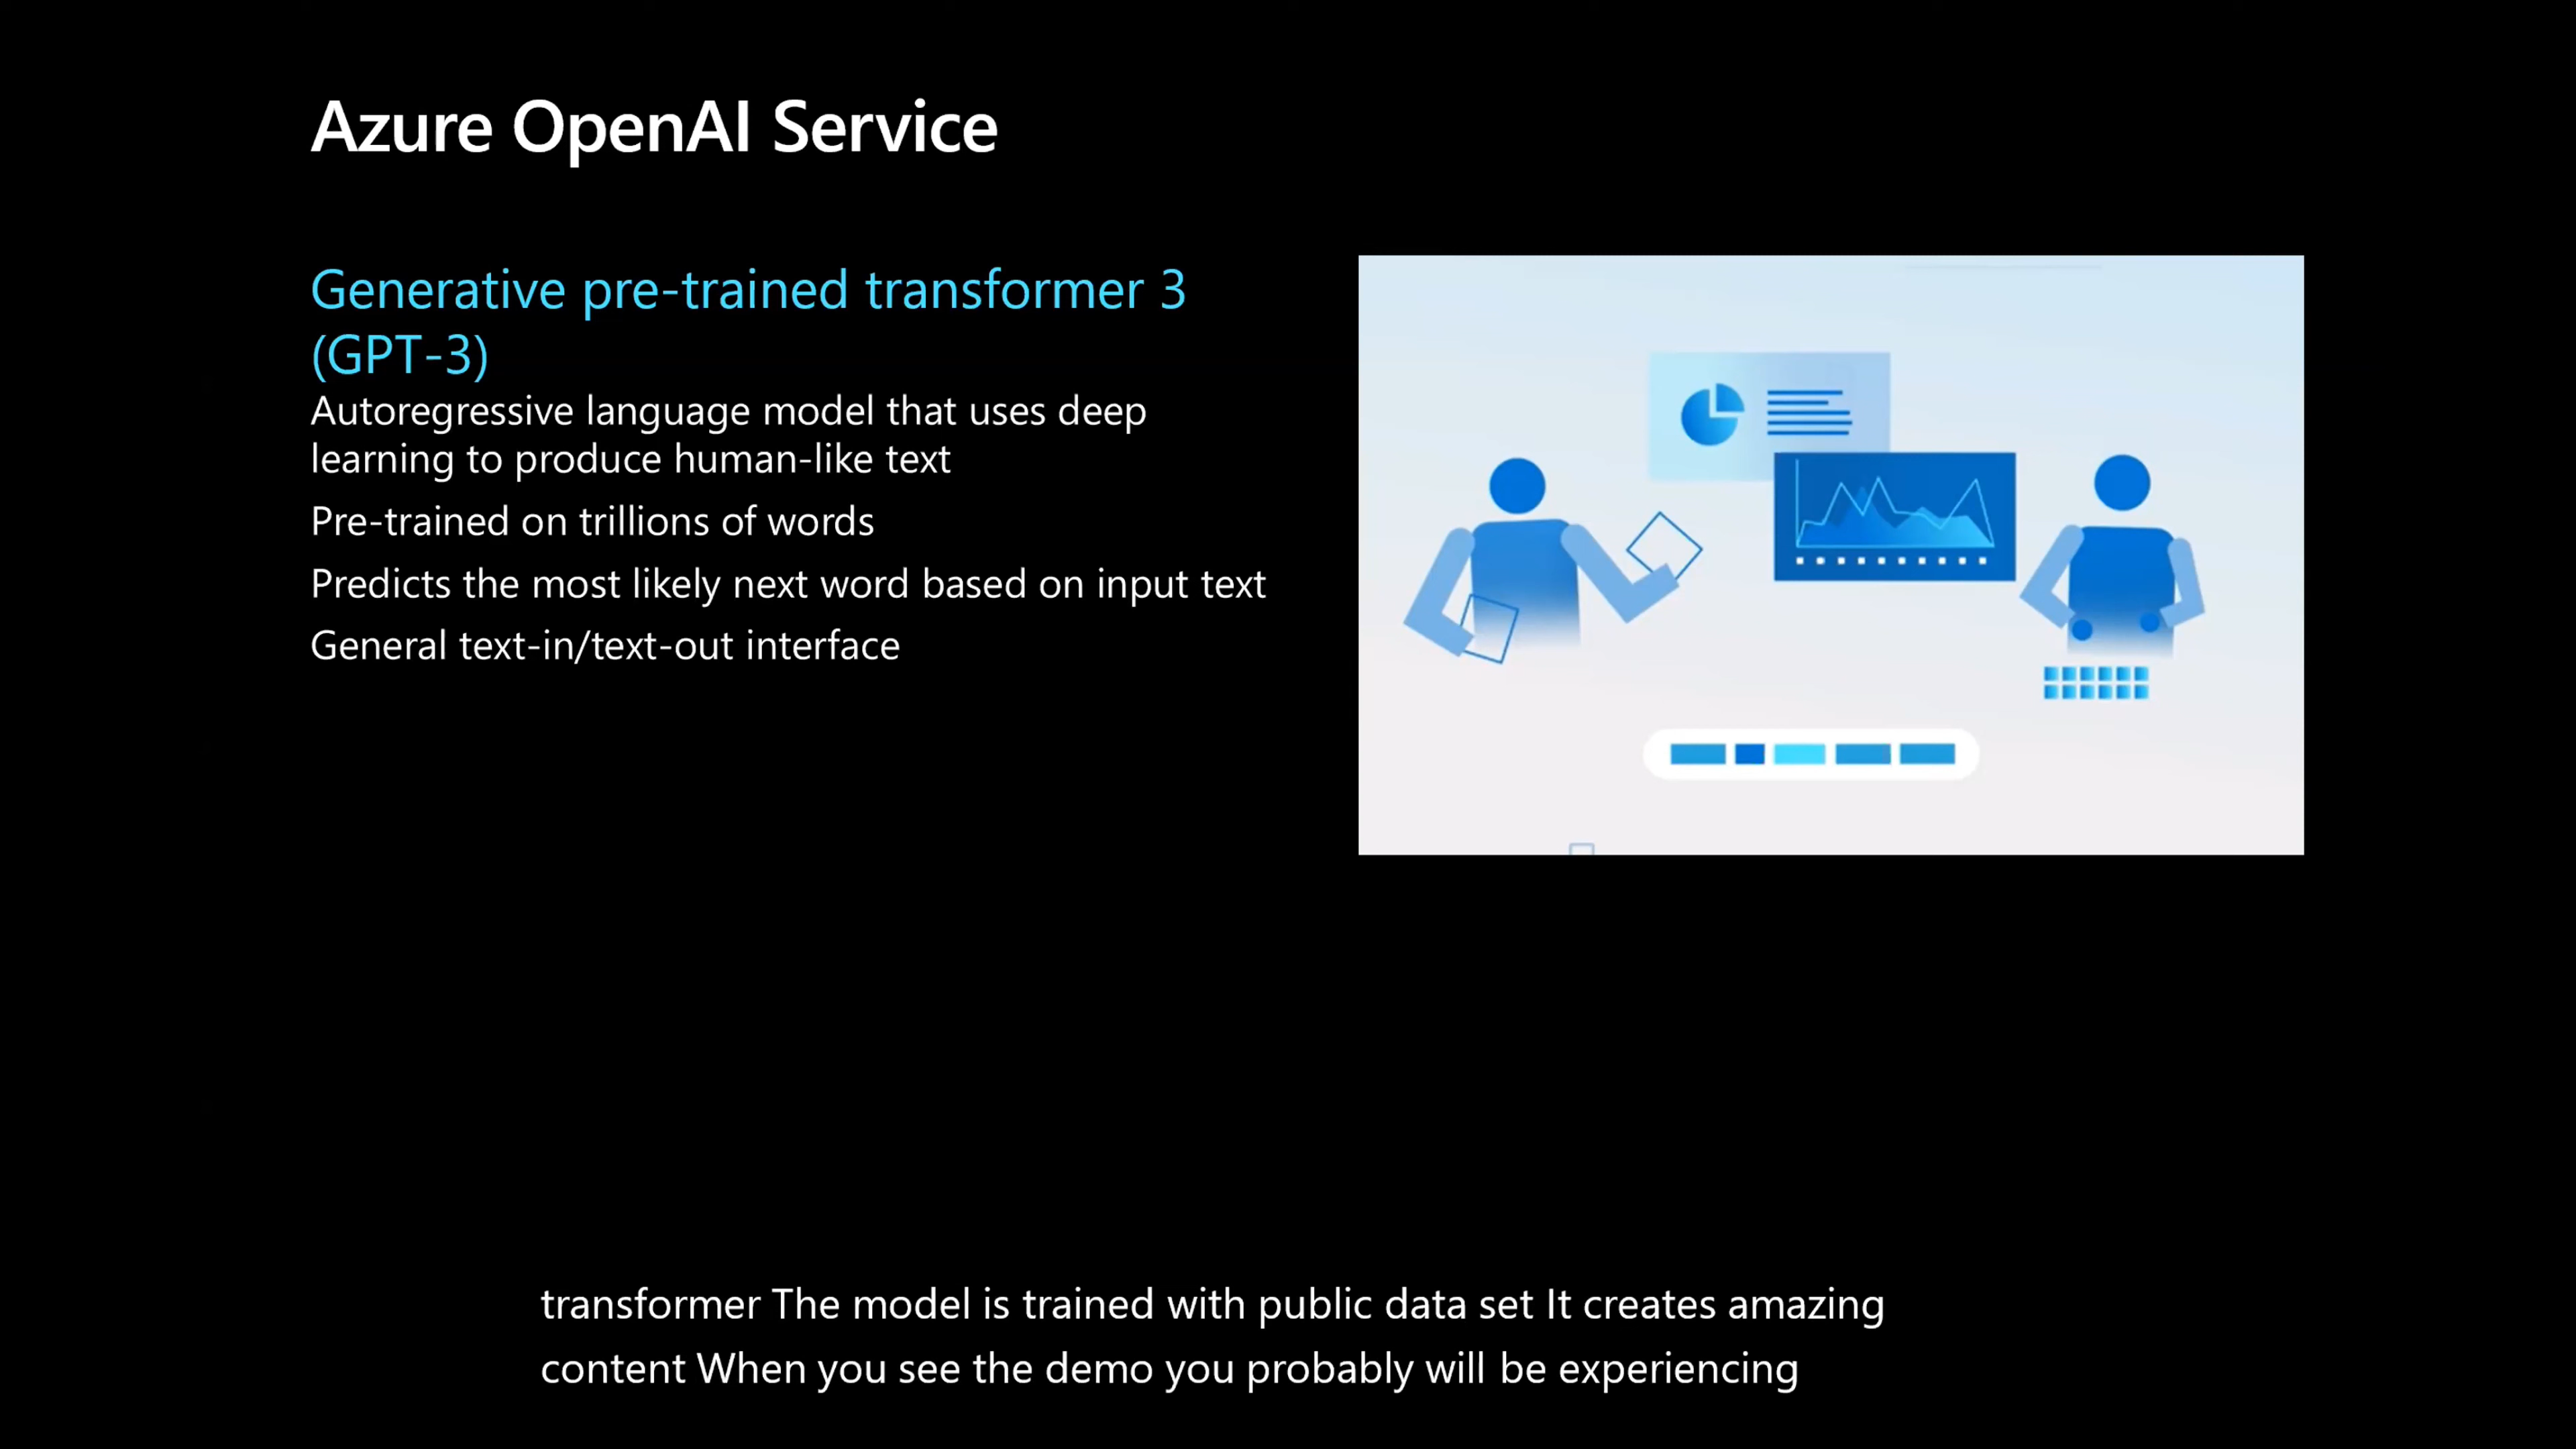 Azure OpenAI Service
Generative pre-trained transformer 3
(GPT-3)
Autoregressive language model that uses deep
learning to produce human-like text
Pre-trained on trillions of words
Predicts the most likely next word based on input text
General text-in/text-out interface
transformer The model is trained with public data set It creates amazing
content When you see the demo you probably will be experiencing